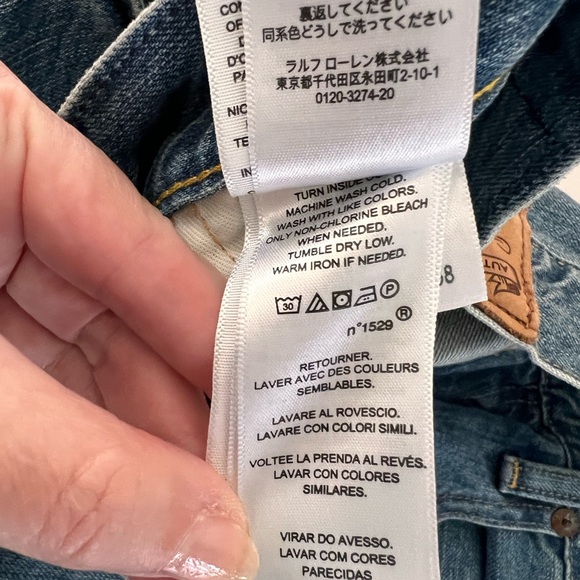 裏返してください
同系色どうしで洗ってください
ラルフ ローレン株式会社
東京都千代田区永田町2-10-1
0120-3274-20
TURN INSIDE OUT.
MACHINE WASH COLD.
WASH WITH LIKE COLORS.
ONLY NON-CHLORINE BLEACH
WHEN NEEDED.
TUMBLE DRY LOW.
WARM IRON IF NEEDED.
30
P
n°1529 ®
RETOURNER.
LAVER AVEC DES COULEURS
SEMBLABLES.
LAVARE AL ROVESCIO.
LAVARE CON COLORI SIMILI.
VOLTEE LA PRENDA AL REVÉS.
LAVAR CON COLORES
SIMILARES.
VIRAR DO AVESSO.
LAVAR COM CORES
PARECIDAS